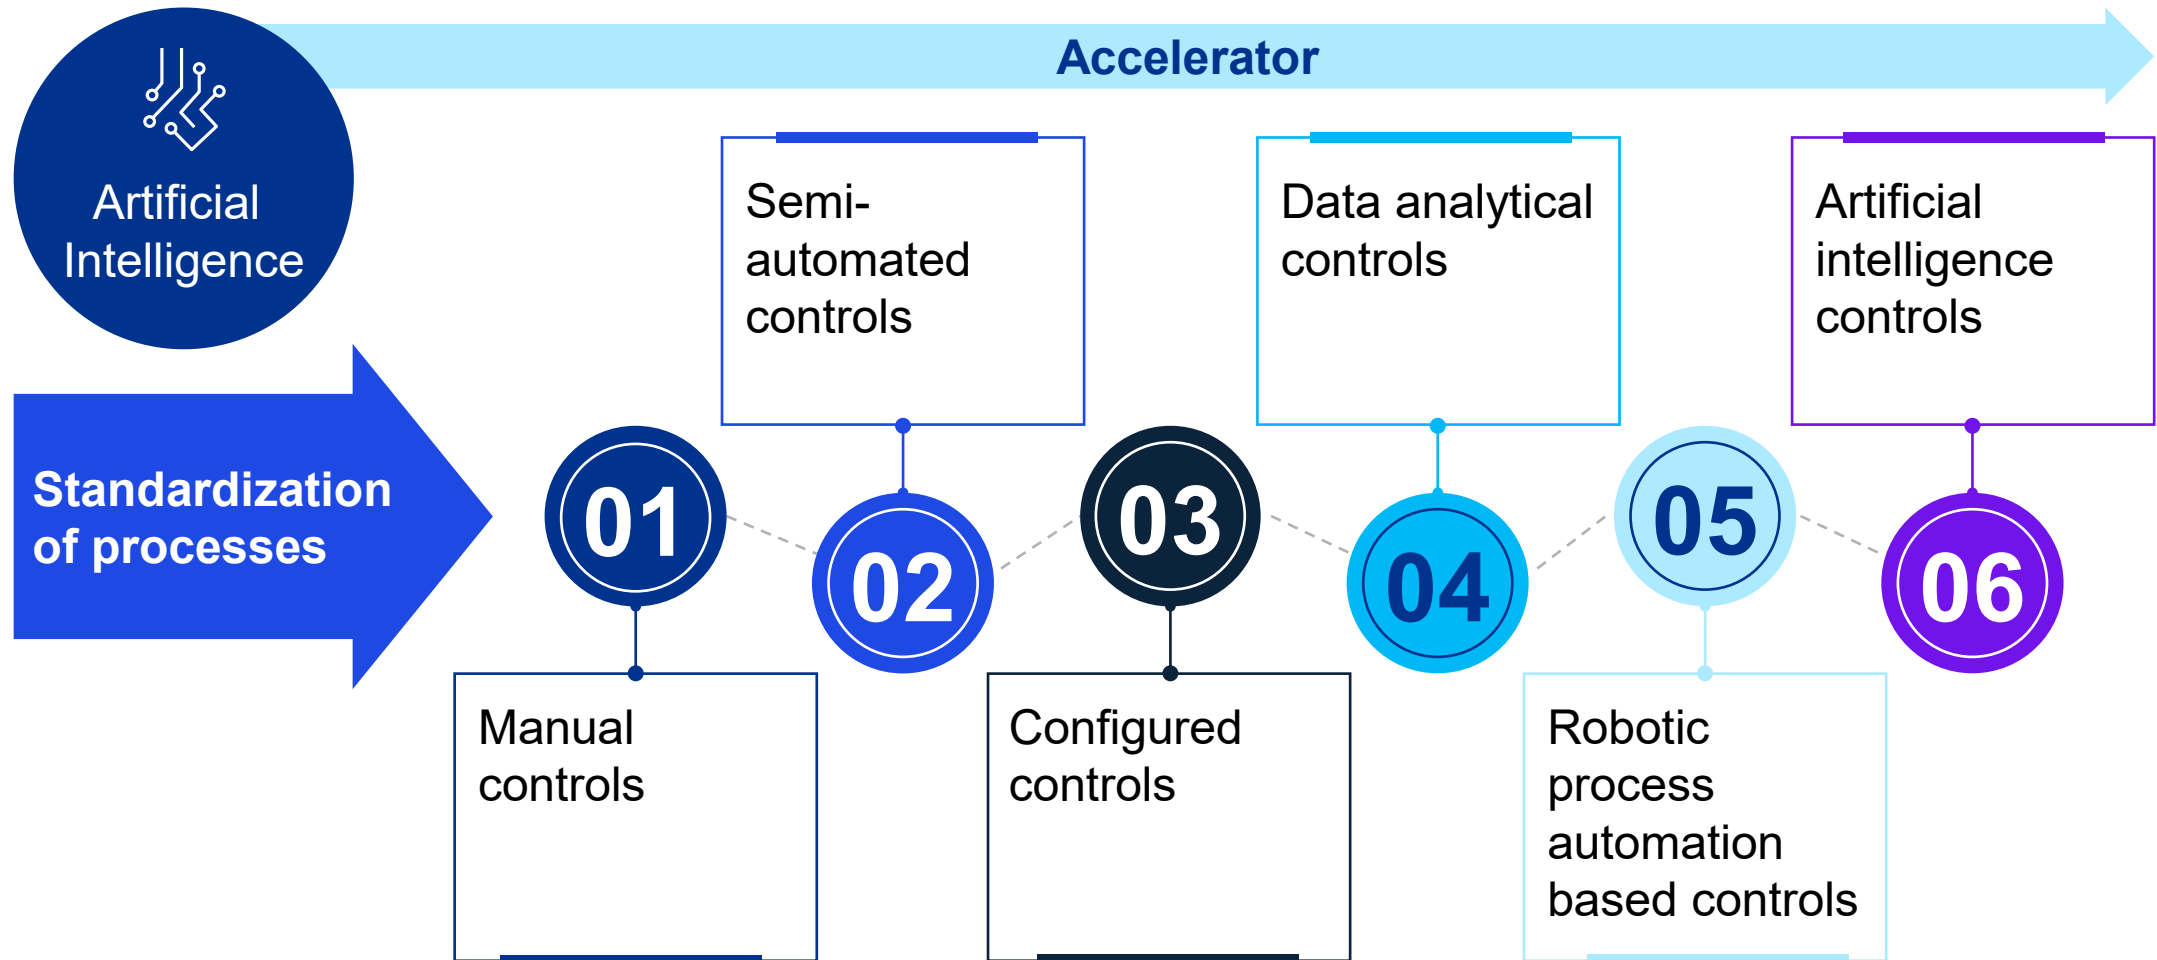 Accelerator
Artificial
Intelligence
Standardization
of processes
01
Manual
controls
02
Semi-
automated
controls
03
Configured
controls
04
Data analytical
controls
05
Robotic
process
automation
based controls
06
Artificial
intelligence
controls